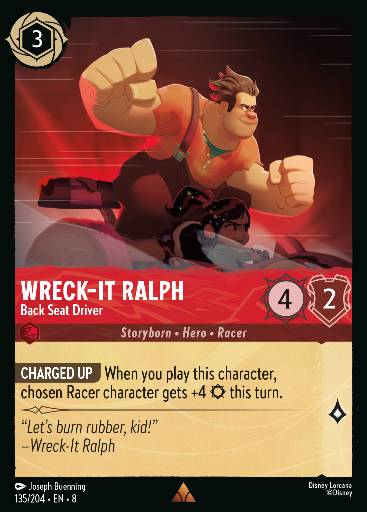 3
WRECK-IT RALPH
Back Seat Driver
4
2
Storyborn • Hero • Racer
CHARGED UP When you play this character,
chosen Racer character gets +4 this turn.
“Let’s burn rubber, kid!”
–Wreck-It Ralph
Joseph Buenning
135/204 • EN • 8
Disney Lorcana
©Disney